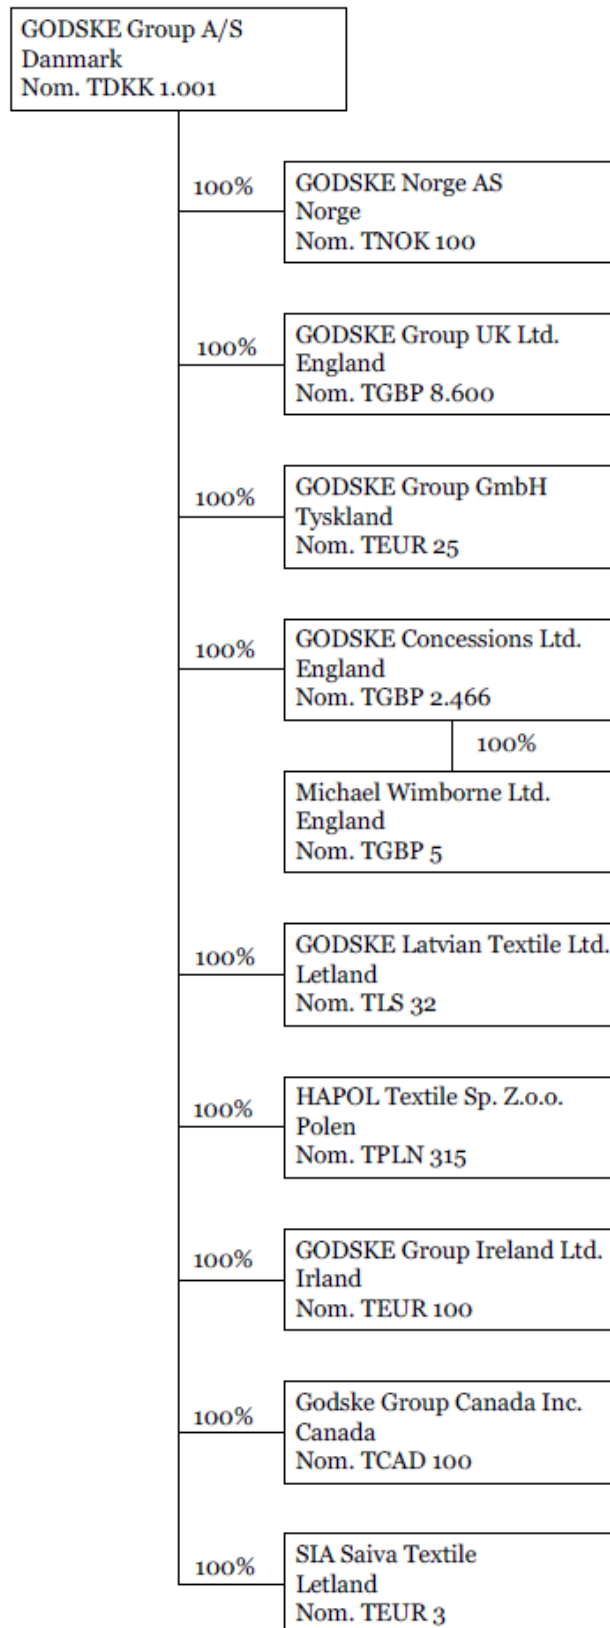 GODSKE Group A/S
Danmark
Nom. TDKK 1.001
100%
GODSKE Norge AS
Norge
Nom. TNOK 100
100%
GODSKE Group UK Ltd.
England
Nom. TGBP 8.600
100%
GODSKE Group GmbH
Tyskland
Nom. TEUR 25
100%
GODSKE Concessions Ltd.
England
Nom. TGBP 2.466
100%
Michael Wimborne Ltd.
England
Nom. TGBP 5
100%
GODSKE Latvian Textile Ltd.
Letland
Nom. TLS 32
100%
HAPOL Textile Sp. Z.o.o.
Polen
Nom. TPLN 315
100%
GODSKE Group Ireland Ltd.
Irland
Nom. TEUR 100
100%
Godske Group Canada Inc.
Canada
Nom. TCAD 100
100%
SIA Saiva Textile
Letland
Nom. TEUR 3